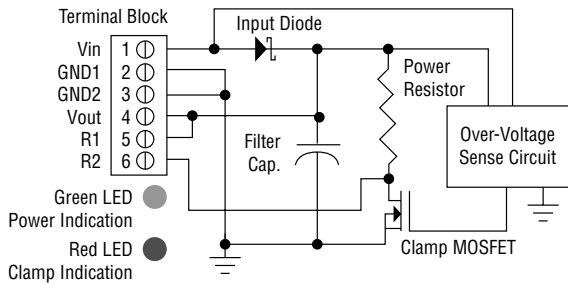 Terminal Block
Input Diode
Vin 1
GND1 2
GND2 3
Vout 4
R1 5
R2 6
Power
Resistor
Filter
Cap.
Over-Voltage
Sense Circuit
Green LED
Power Indication
Clamp MOSFET
Red LED
Clamp Indication